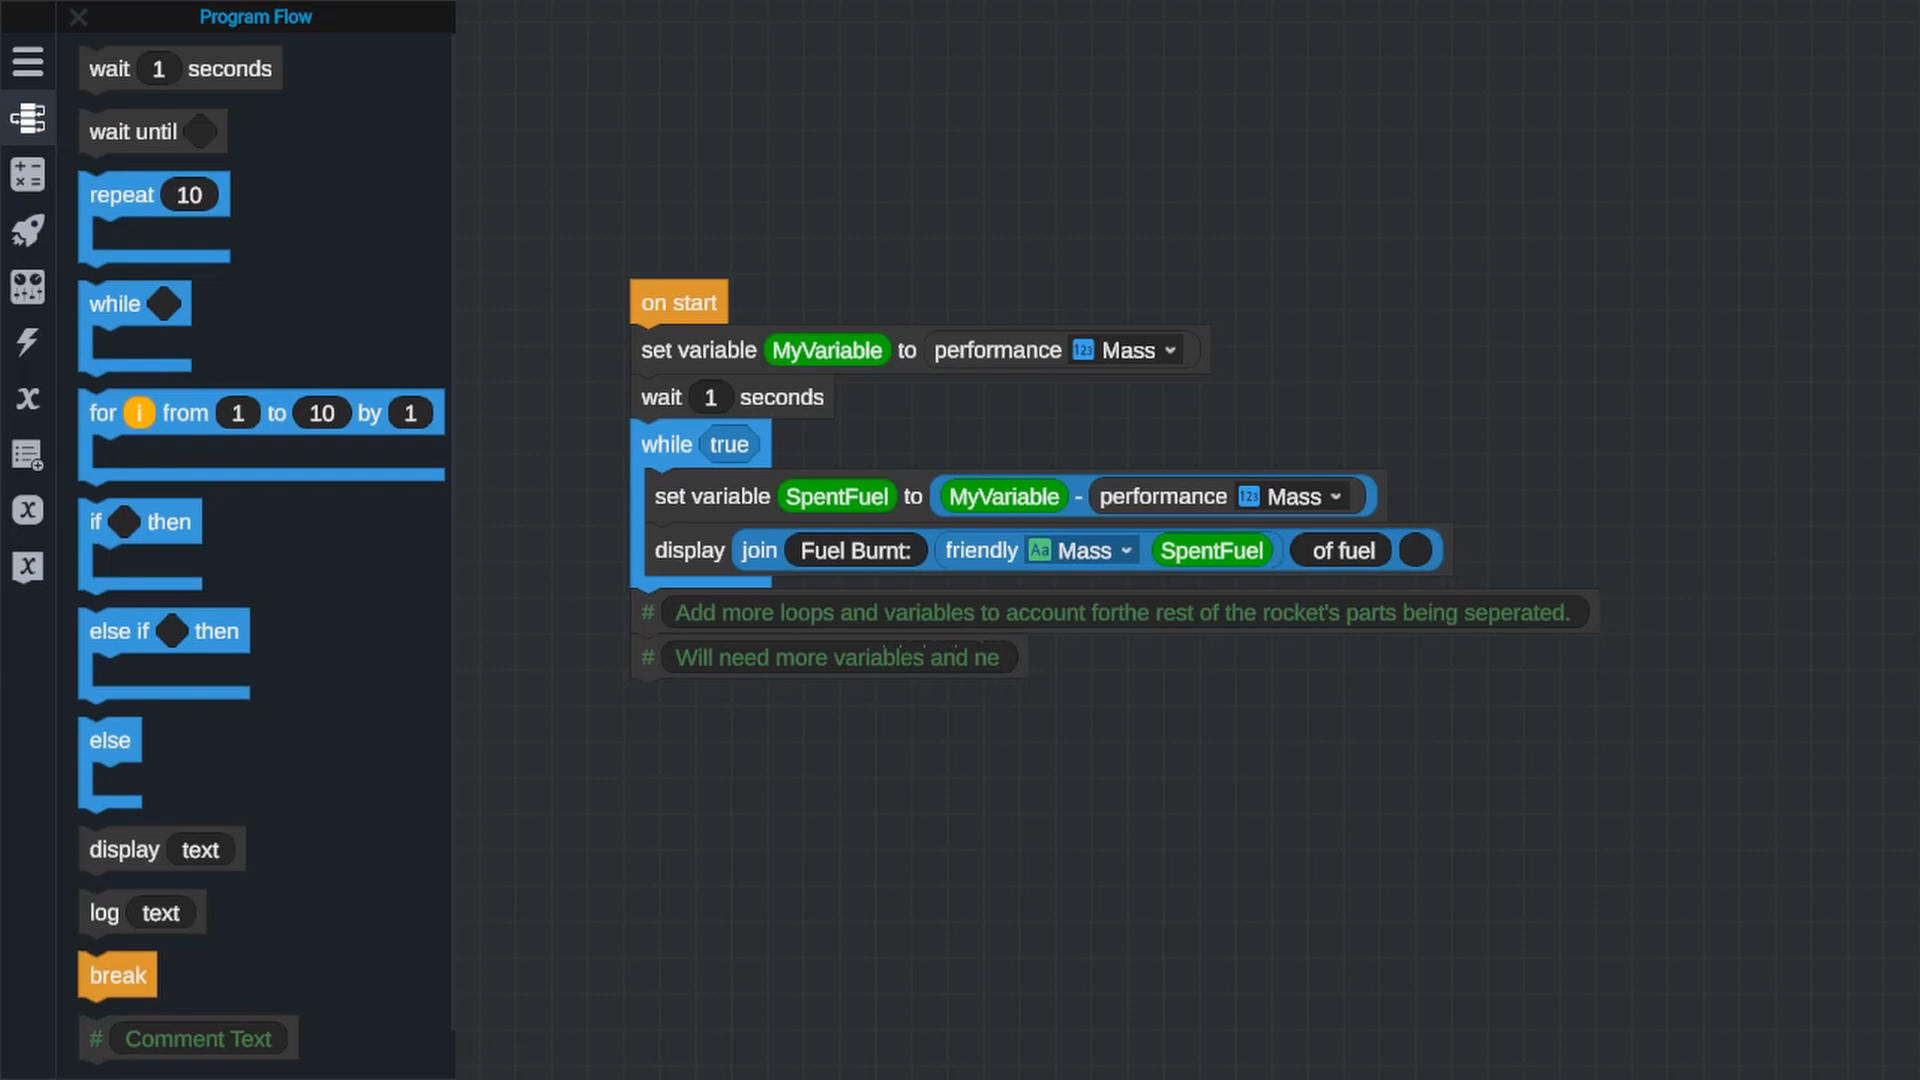 Program Flow
wait 1 seconds
wait until
repeat 10
while
for i from 1 to 10 by 1
if then
else if then
else
display text
log text
break
# Comment Text
on start
set variable MyVariable to performance 123 Mass
wait 1 seconds
while true
set variable SpentFuel to MyVariable - performance 123 Mass
display join Fuel Burnt: friendly Aa Mass SpentFuel of fuel
# Add more loops and variables to account forthe rest of the rocket's parts being seperated.
# Will need more variables and ne